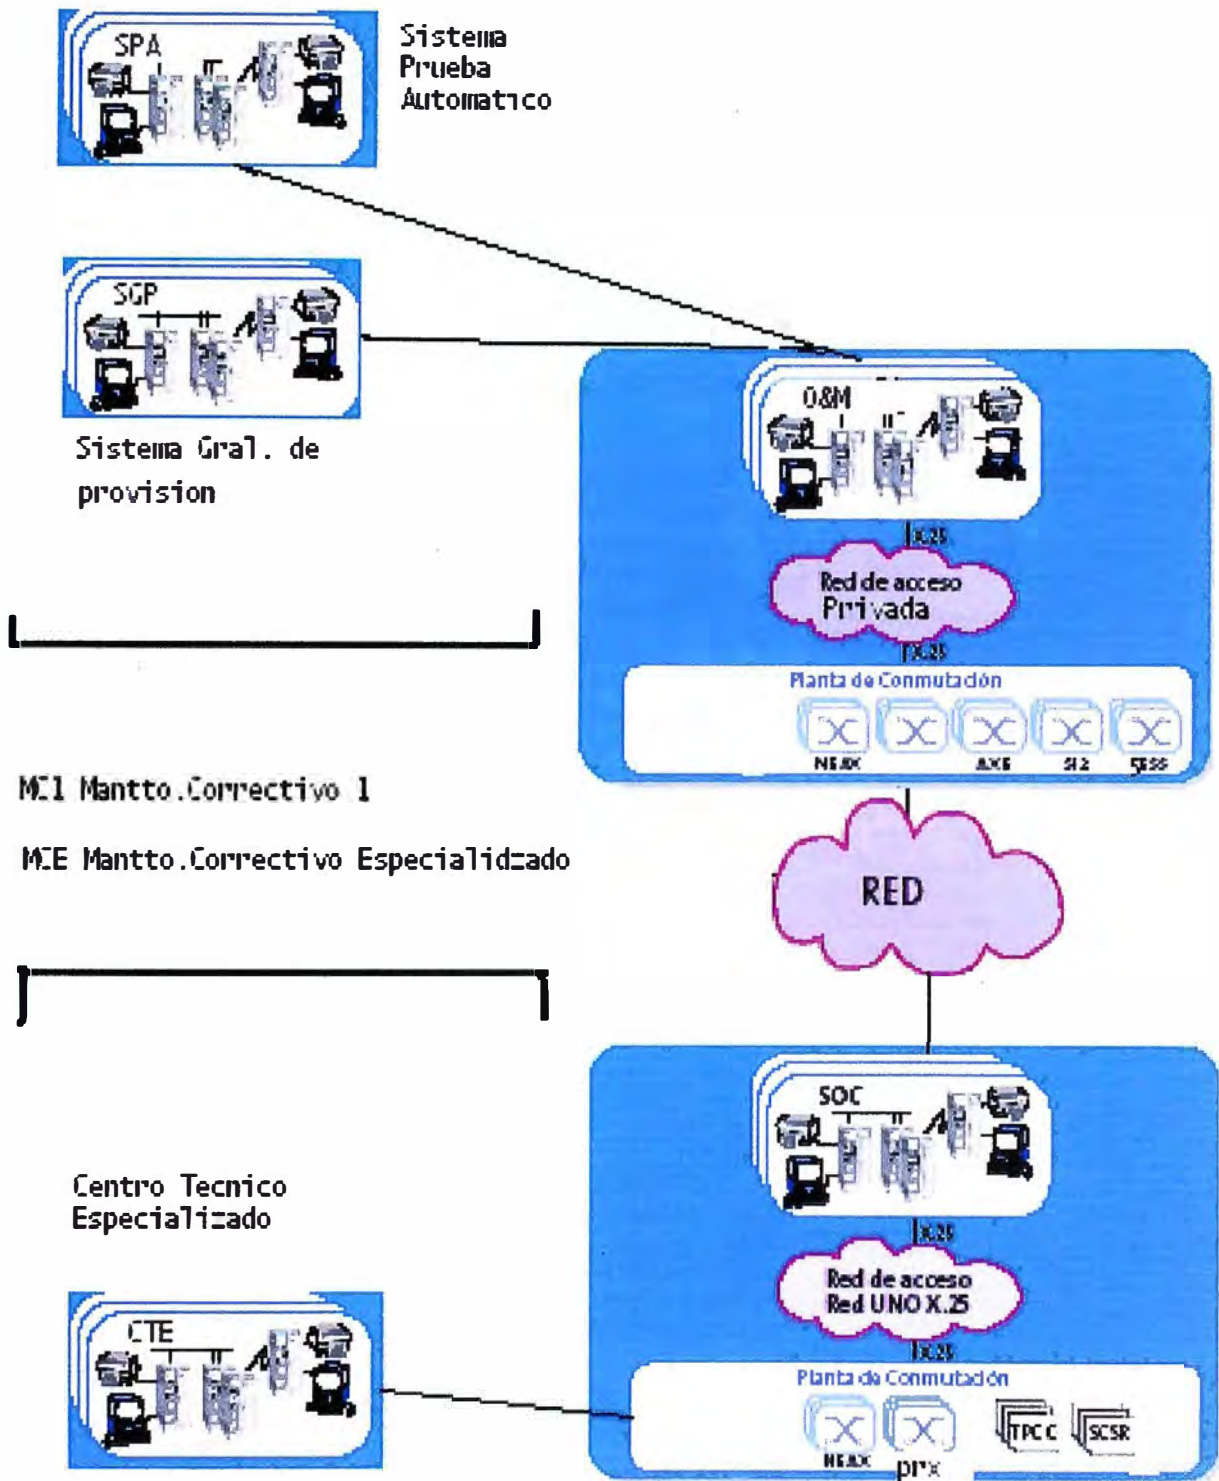 SPA
Sistema
Prueba
Automatico
SGP
Sistema Gral. de
provision
O&M
X.25
Red de acceso
Privada
X.25
Planta de Conmutación
NEAX
AXE
S12
5ESS
MC1 Mantto.Correctivo 1
MCE Mantto.Correctivo Especialidzado
RED
SOC
X.25
Red de acceso
Red UNO X.25
X.25
Planta de Conmutación
NEAX
prx
TPCC
SCSR
Centro Tecnico
Especializado
CTE